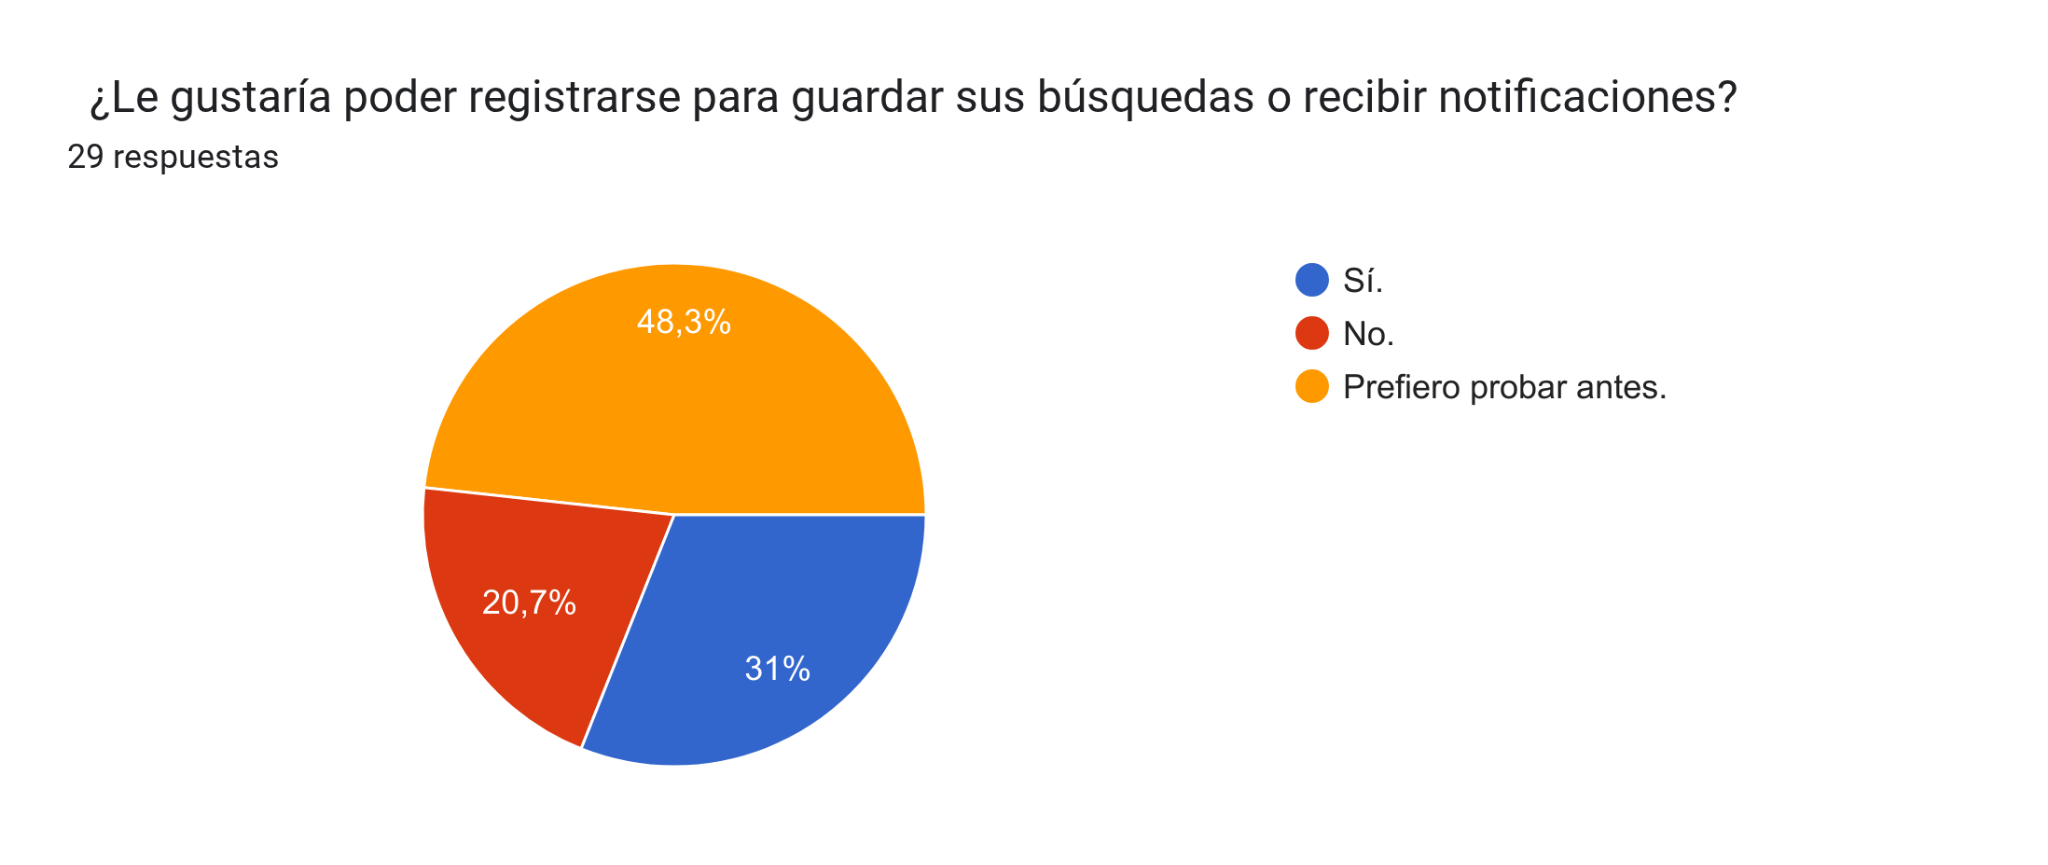 ¿Le gustaría poder registrarse para guardar sus búsquedas o recibir notificaciones?
29 respuestas
48,3%
20,7%
31%
Sí.
No.
Prefiero probar antes.